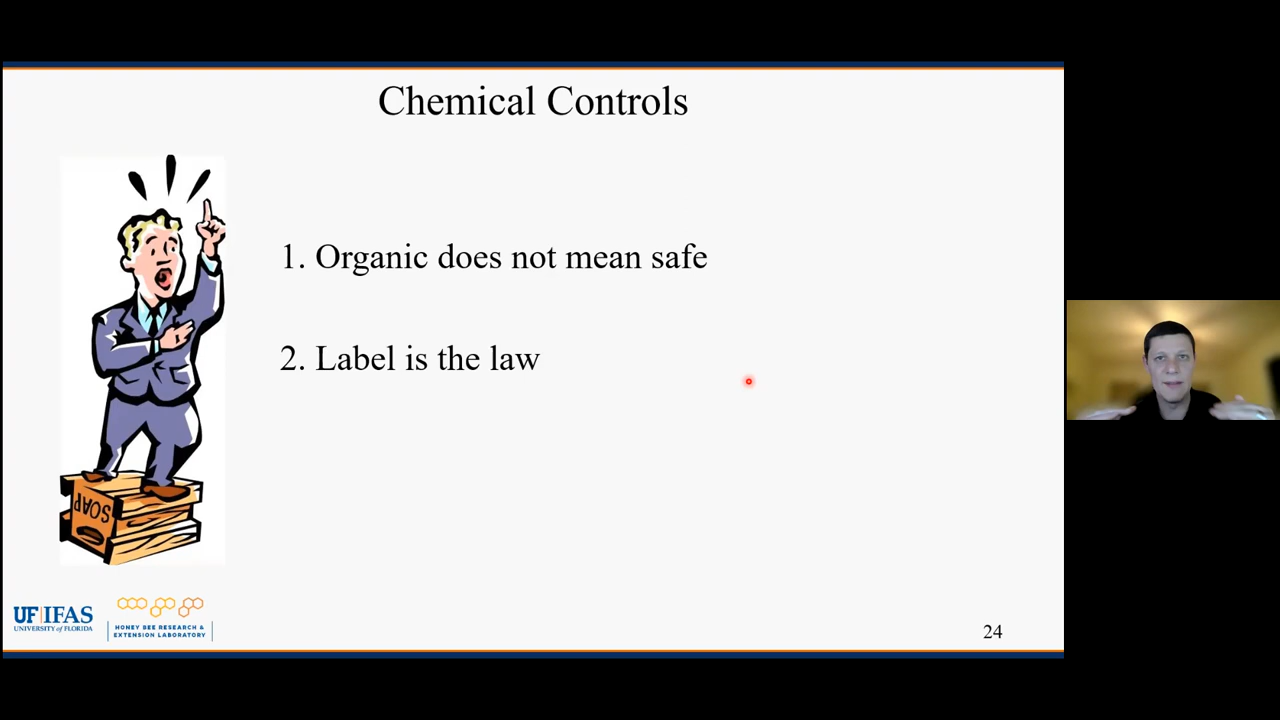 Chemical Controls
1. Organic does not mean safe
2. Label is the law
SOAP
UF|IFAS
UNIVERSITY of FLORIDA
HONEY BEE RESEARCH &
EXTENSION LABORATORY
24